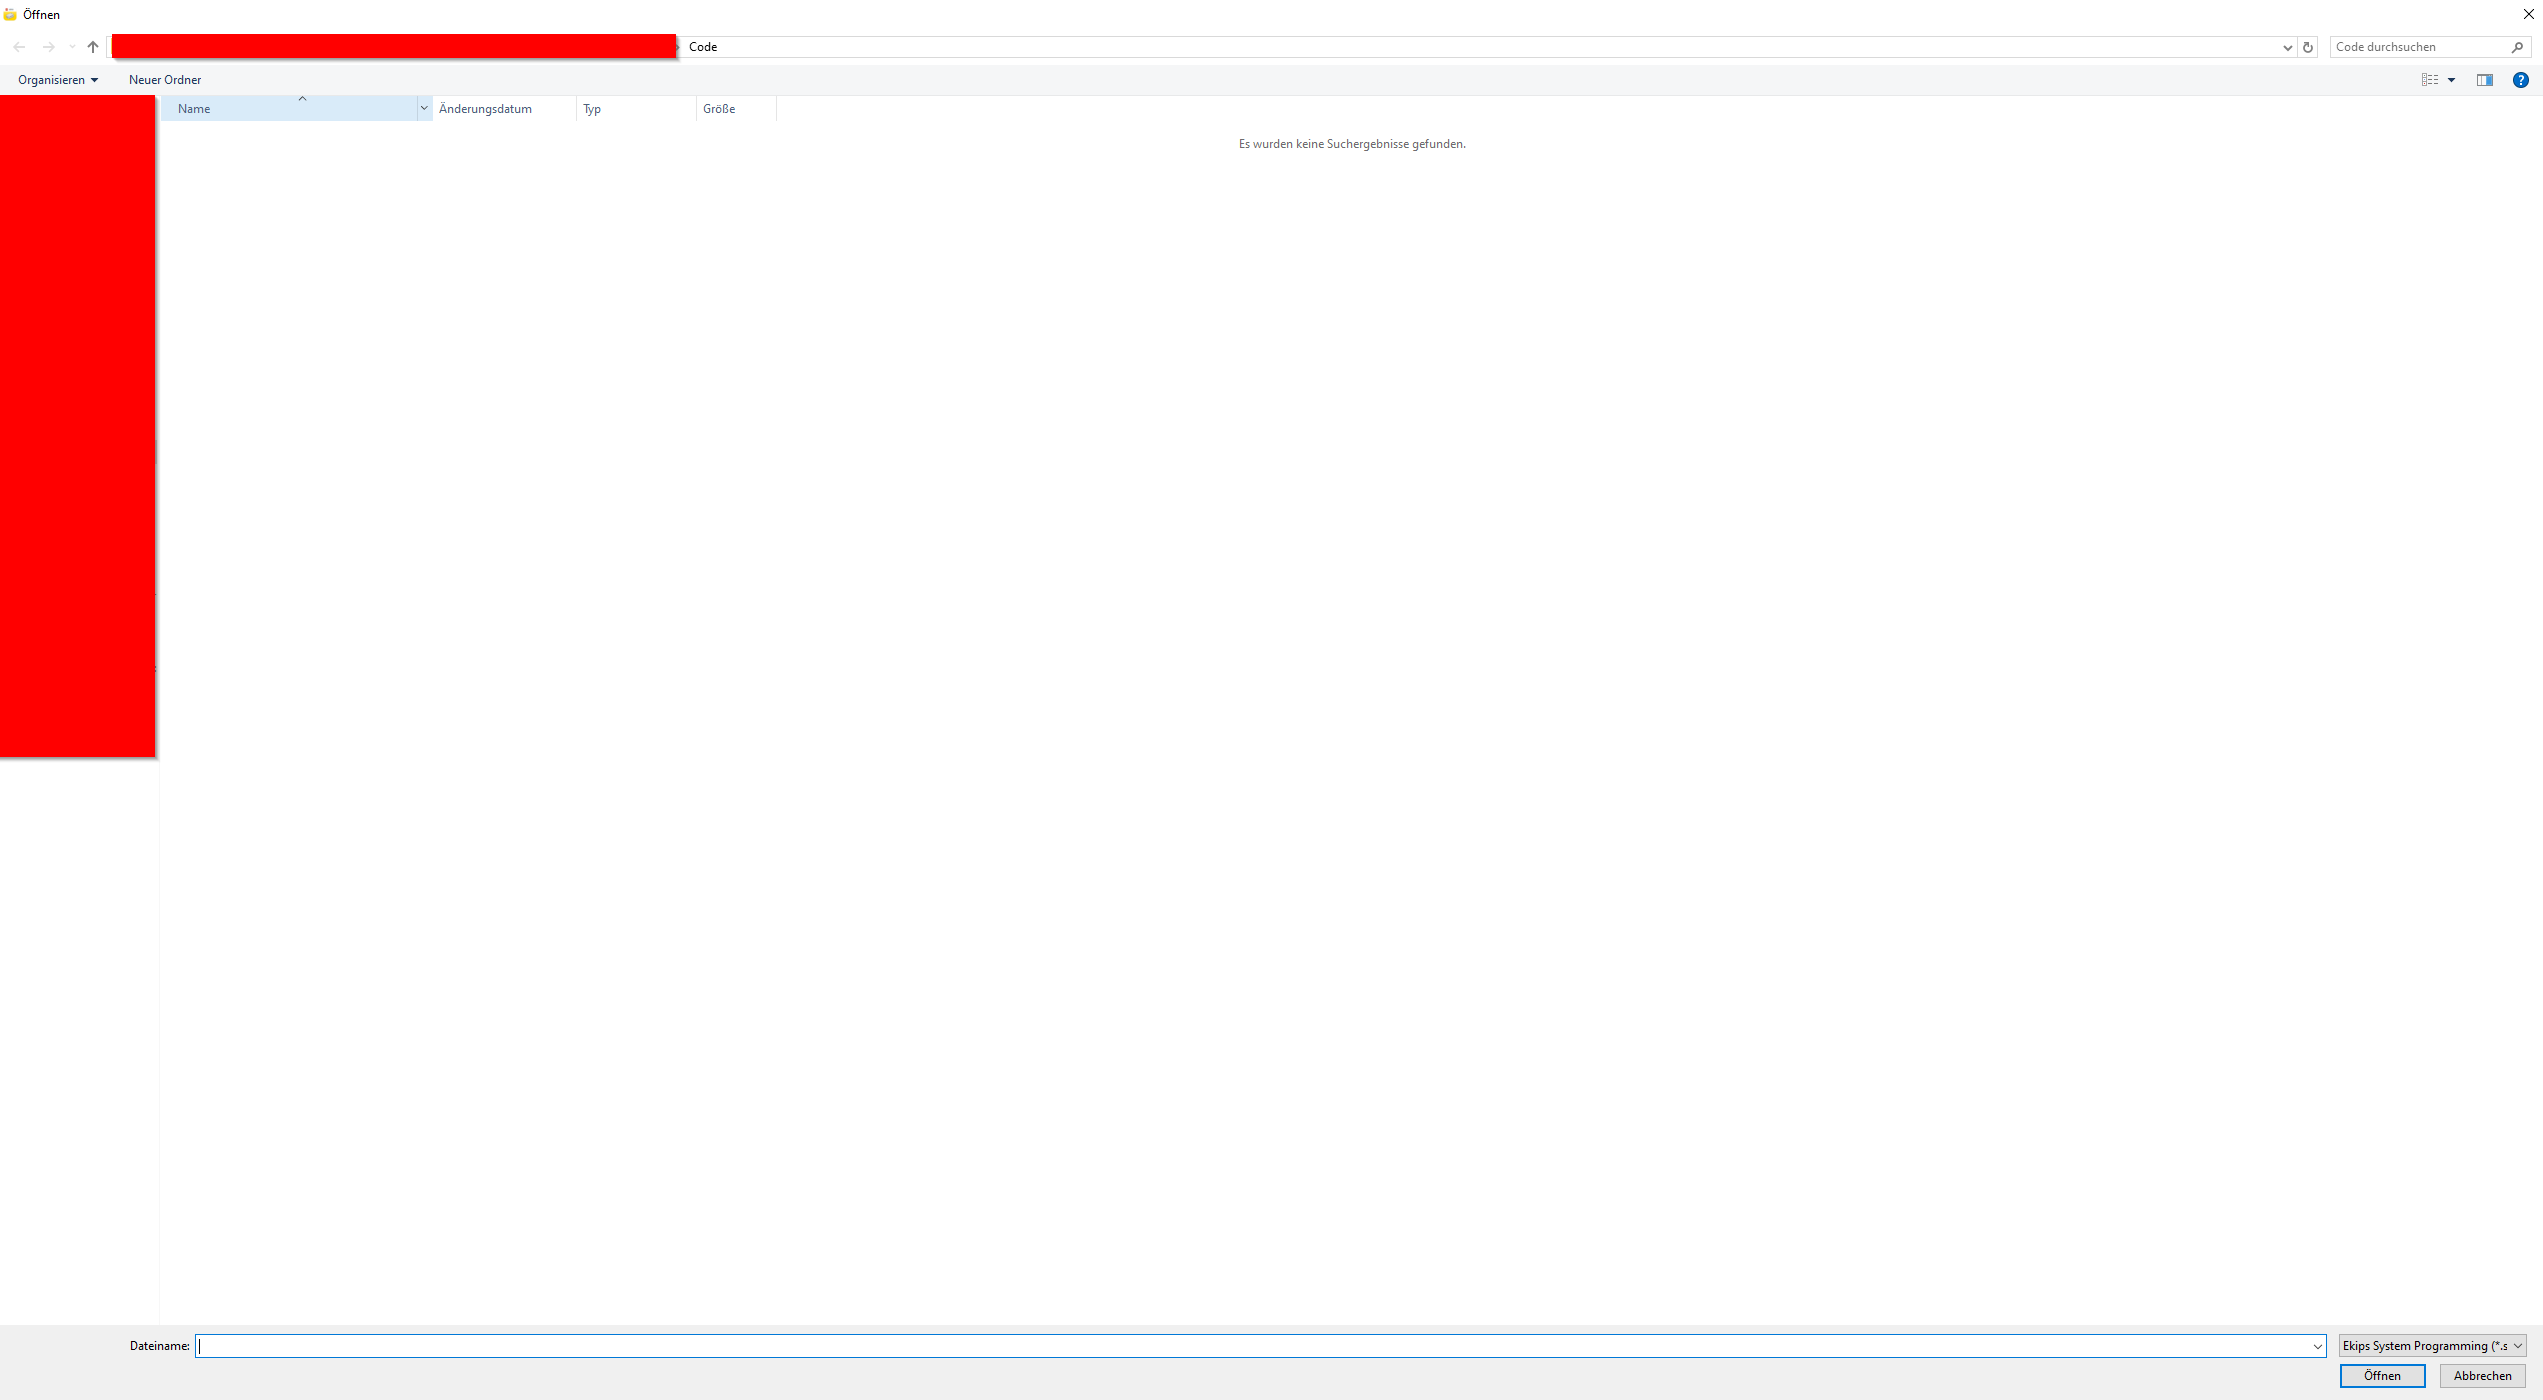 Öffnen
Code
Code durchsuchen
Organisieren
Neuer Ordner
?
Name
Änderungsdatum
Typ
Größe
Es wurden keine Suchergebnisse gefunden.
Dateiname:
Ekips System Programming (*.s
Öffnen
Abbrechen